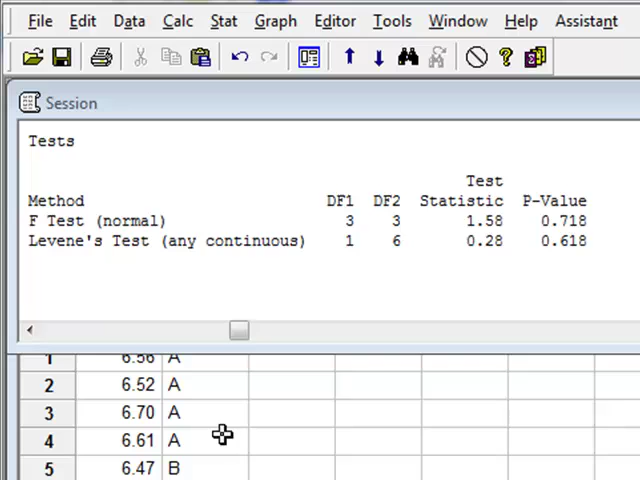 File Edit Data Calc Stat Graph Editor Tools Window Help Assistant
Session
Tests
Test
Method DF1 DF2 Statistic P-Value
F Test (normal) 3 3 1.58 0.718
Levene's Test (any continuous) 1 6 0.28 0.618
1 6.56 A
2 6.52 A
3 6.70 A
4 6.61 A
5 6.47 B